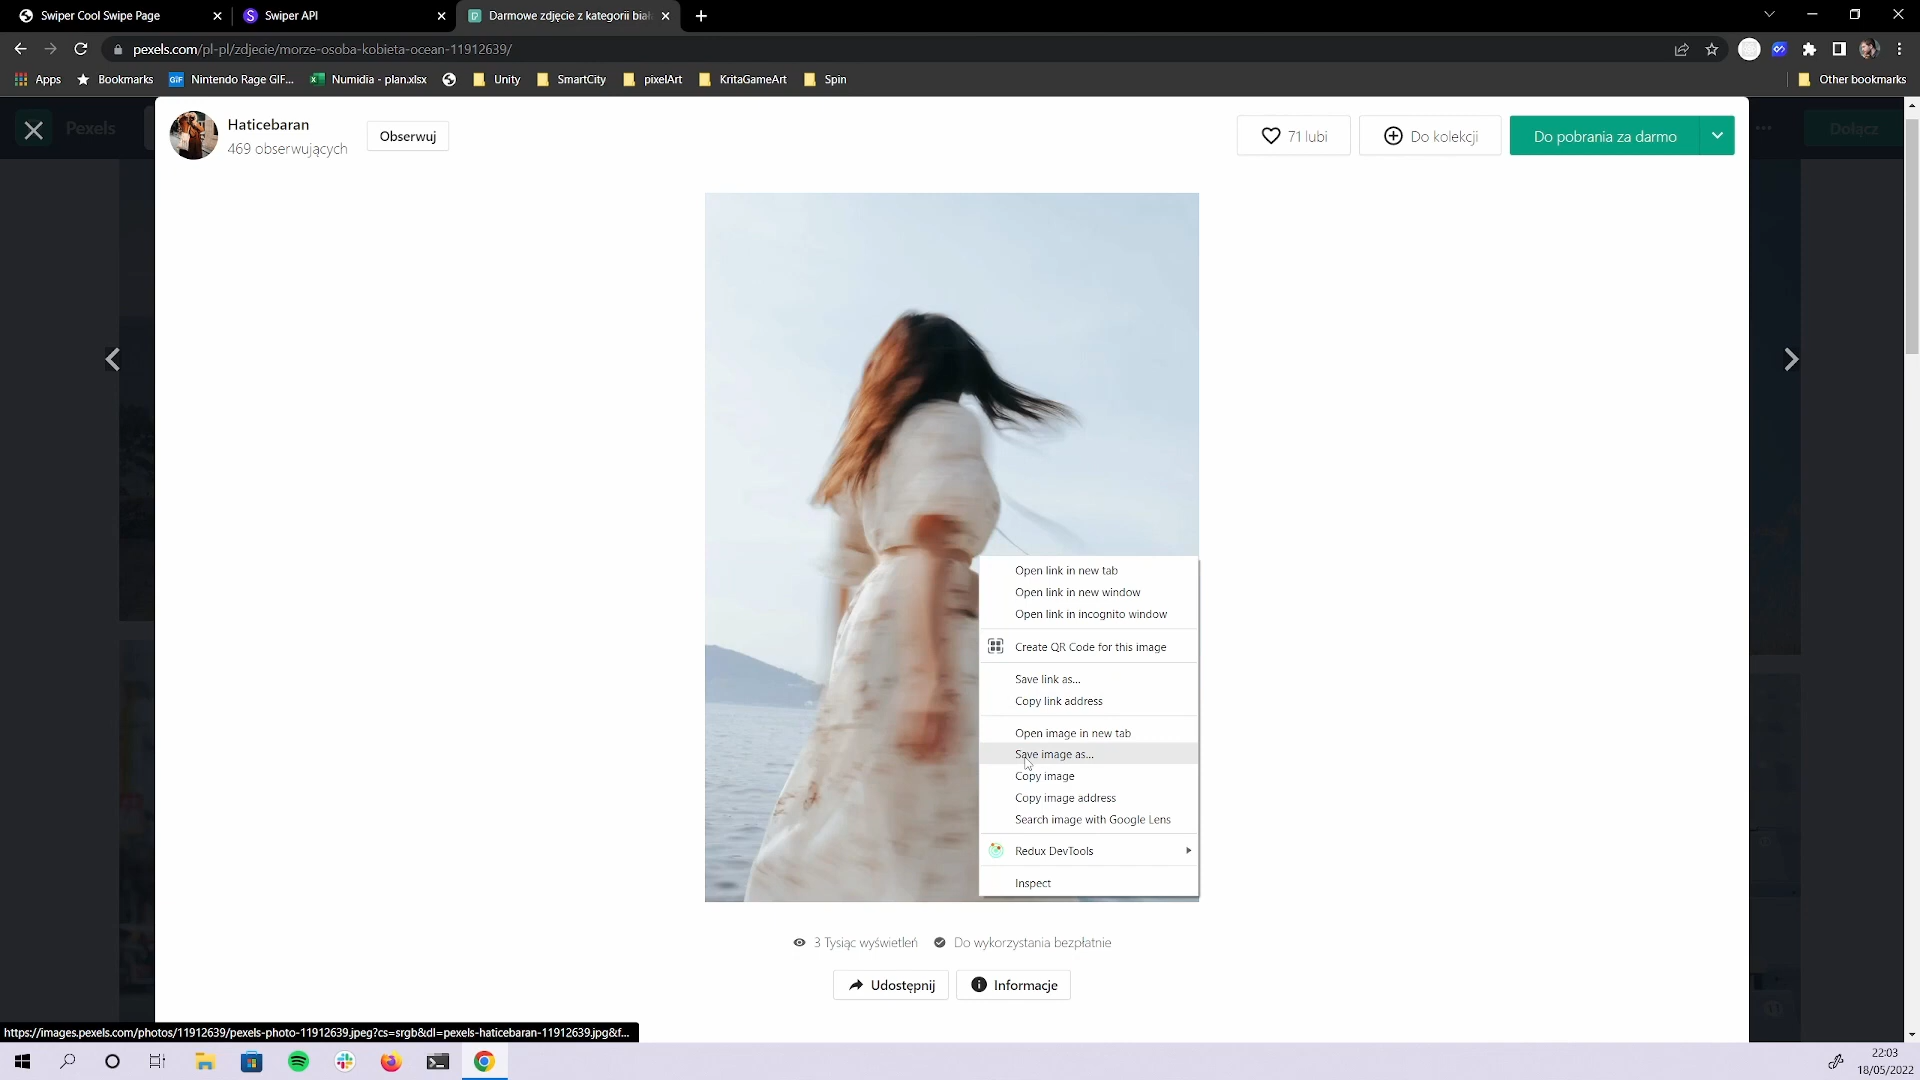 Swiper Cool Swipe Page
Swiper API
Darmowe zdjęcie z kategorii biał
pexels.com/pl-pl/zdjecie/morze-osoba-kobieta-ocean-11912639/
Apps
Bookmarks
GIF
Nintendo Rage GIF...
Numidia - plan.xlsx
Unity
SmartCity
pixelArt
KritaGameArt
Spin
Other bookmarks
Pexels
Haticebaran
469 obserwujących
Obserwuj
71 lubi
Do kolekcji
Do pobrania za darmo
Dołącz
Open link in new tab
Open link in new window
Open link in incognito window
Create QR Code for this image
Save link as...
Copy link address
Open image in new tab
Save image as...
Copy image
Copy image address
Search image with Google Lens
Redux DevTools
Inspect
3 Tysiąc wyświetleń
Do wykorzystania bezpłatnie
Udostępnij
Informacje
https://images.pexels.com/photos/11912639/pexels-photo-11912639.jpeg?cs=srgb&dl=pexels-haticebaran-11912639.jpg&f...
22:03
18/05/2022